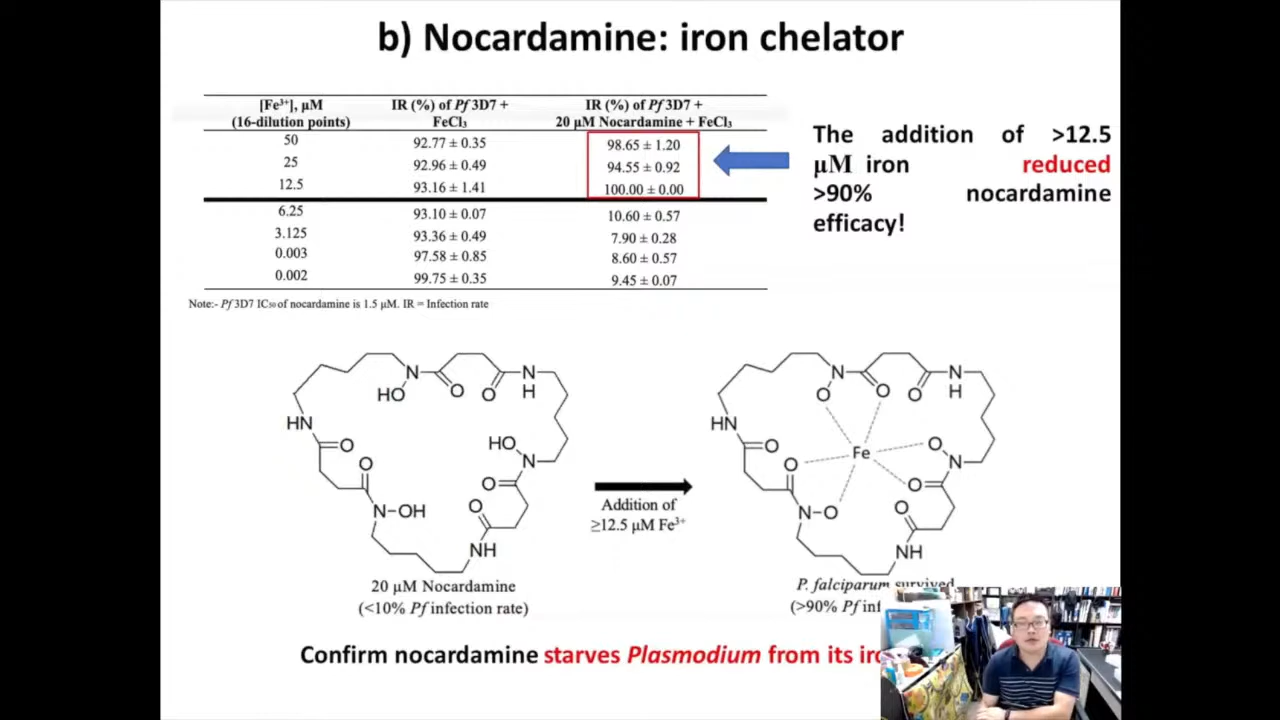 b) Nocardamine: iron chelator
[Fe³⁺], µM IR (%) of Pf 3D7 + IR (%) of Pf 3D7 +
(16-dilution points) FeCl₃ 20 µM Nocardamine + FeCl₃
50 92.77 ± 0.35 98.65 ± 1.20
25 92.96 ± 0.49 94.55 ± 0.92
12.5 93.16 ± 1.41 100.00 ± 0.00
6.25 93.10 ± 0.07 10.60 ± 0.57
3.125 93.36 ± 0.49 7.90 ± 0.28
0.003 97.58 ± 0.85 8.60 ± 0.57
0.002 99.75 ± 0.35 9.45 ± 0.07
Note:- Pf 3D7 IC₅₀ of nocardamine is 1.5 µM. IR = Infection rate
The addition of >12.5
µM iron reduced
>90% nocardamine
efficacy!
N O N H
HO O
HN O
HO N
O O
N-OH O
NH
Addition of
≥12.5 µM Fe³⁺
N O O O N H
HN O
O Fe O N
O O
N-O O
NH
20 µM Nocardamine
(<10% Pf infection rate)
P. falciparum survived
(>90% Pf
Confirm nocardamine starves Plasmodium from its